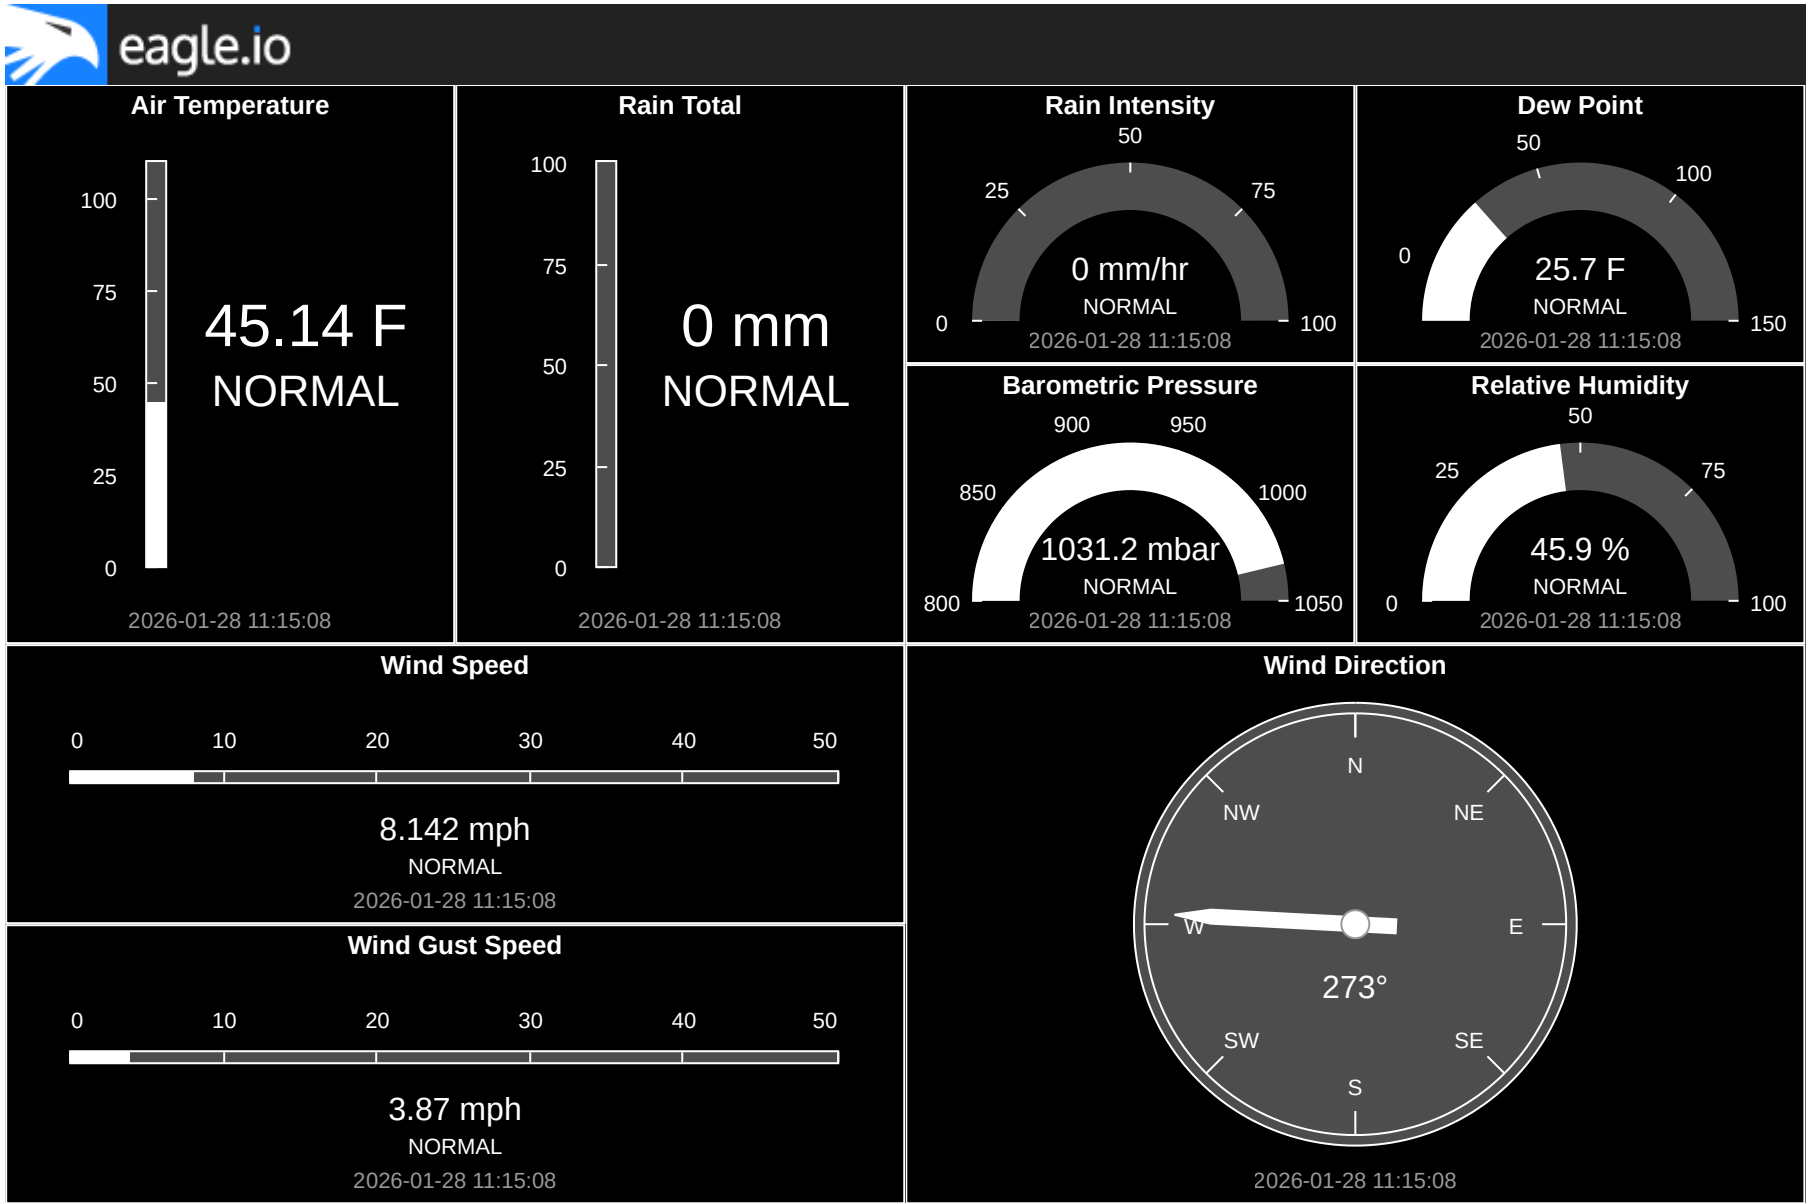 eagle.io
Air Temperature
100
75
50
25
0
45.14 F
NORMAL
2026-01-28 11:15:08
Rain Total
100
75
50
25
0
0 mm
NORMAL
2026-01-28 11:15:08
Rain Intensity
0
25
50
75
100
0 mm/hr
NORMAL
2026-01-28 11:15:08
Dew Point
0
50
100
150
25.7 F
NORMAL
2026-01-28 11:15:08
Barometric Pressure
800
850
900
950
1000
1050
1031.2 mbar
NORMAL
2026-01-28 11:15:08
Relative Humidity
0
25
50
75
100
45.9 %
NORMAL
2026-01-28 11:15:08
Wind Speed
0 10 20 30 40 50
8.142 mph
NORMAL
2026-01-28 11:15:08
Wind Gust Speed
0 10 20 30 40 50
3.87 mph
NORMAL
2026-01-28 11:15:08
Wind Direction
N
NW NE
W E
273°
SW SE
S
2026-01-28 11:15:08